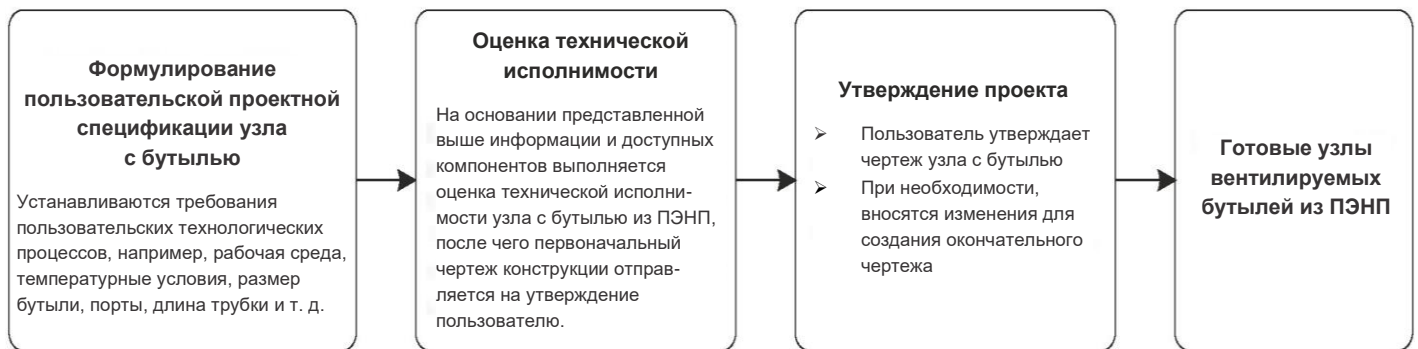 Формулирование
пользовательской проектной
спецификации узла
с бутылью
Устанавливаются требования
пользовательских технологических
процессов, например, рабочая среда,
температурные условия, размер
бутыли, порты, длина трубки и т. д.
Оценка технической
исполнимости
На основании представленной
выше информации и доступных
компонентов выполняется
оценка технической исполни-
мости узла с бутылью из ПЭНП,
после чего первоначальный
чертеж конструкции отправ-
ляется на утверждение
пользователю.
Утверждение проекта
➢ Пользователь утверждает
чертеж узла с бутылью
➢ При необходимости,
вносятся изменения для
создания окончательного
чертежа
Готовые узлы
вентилируемых
бутылей из ПЭНП